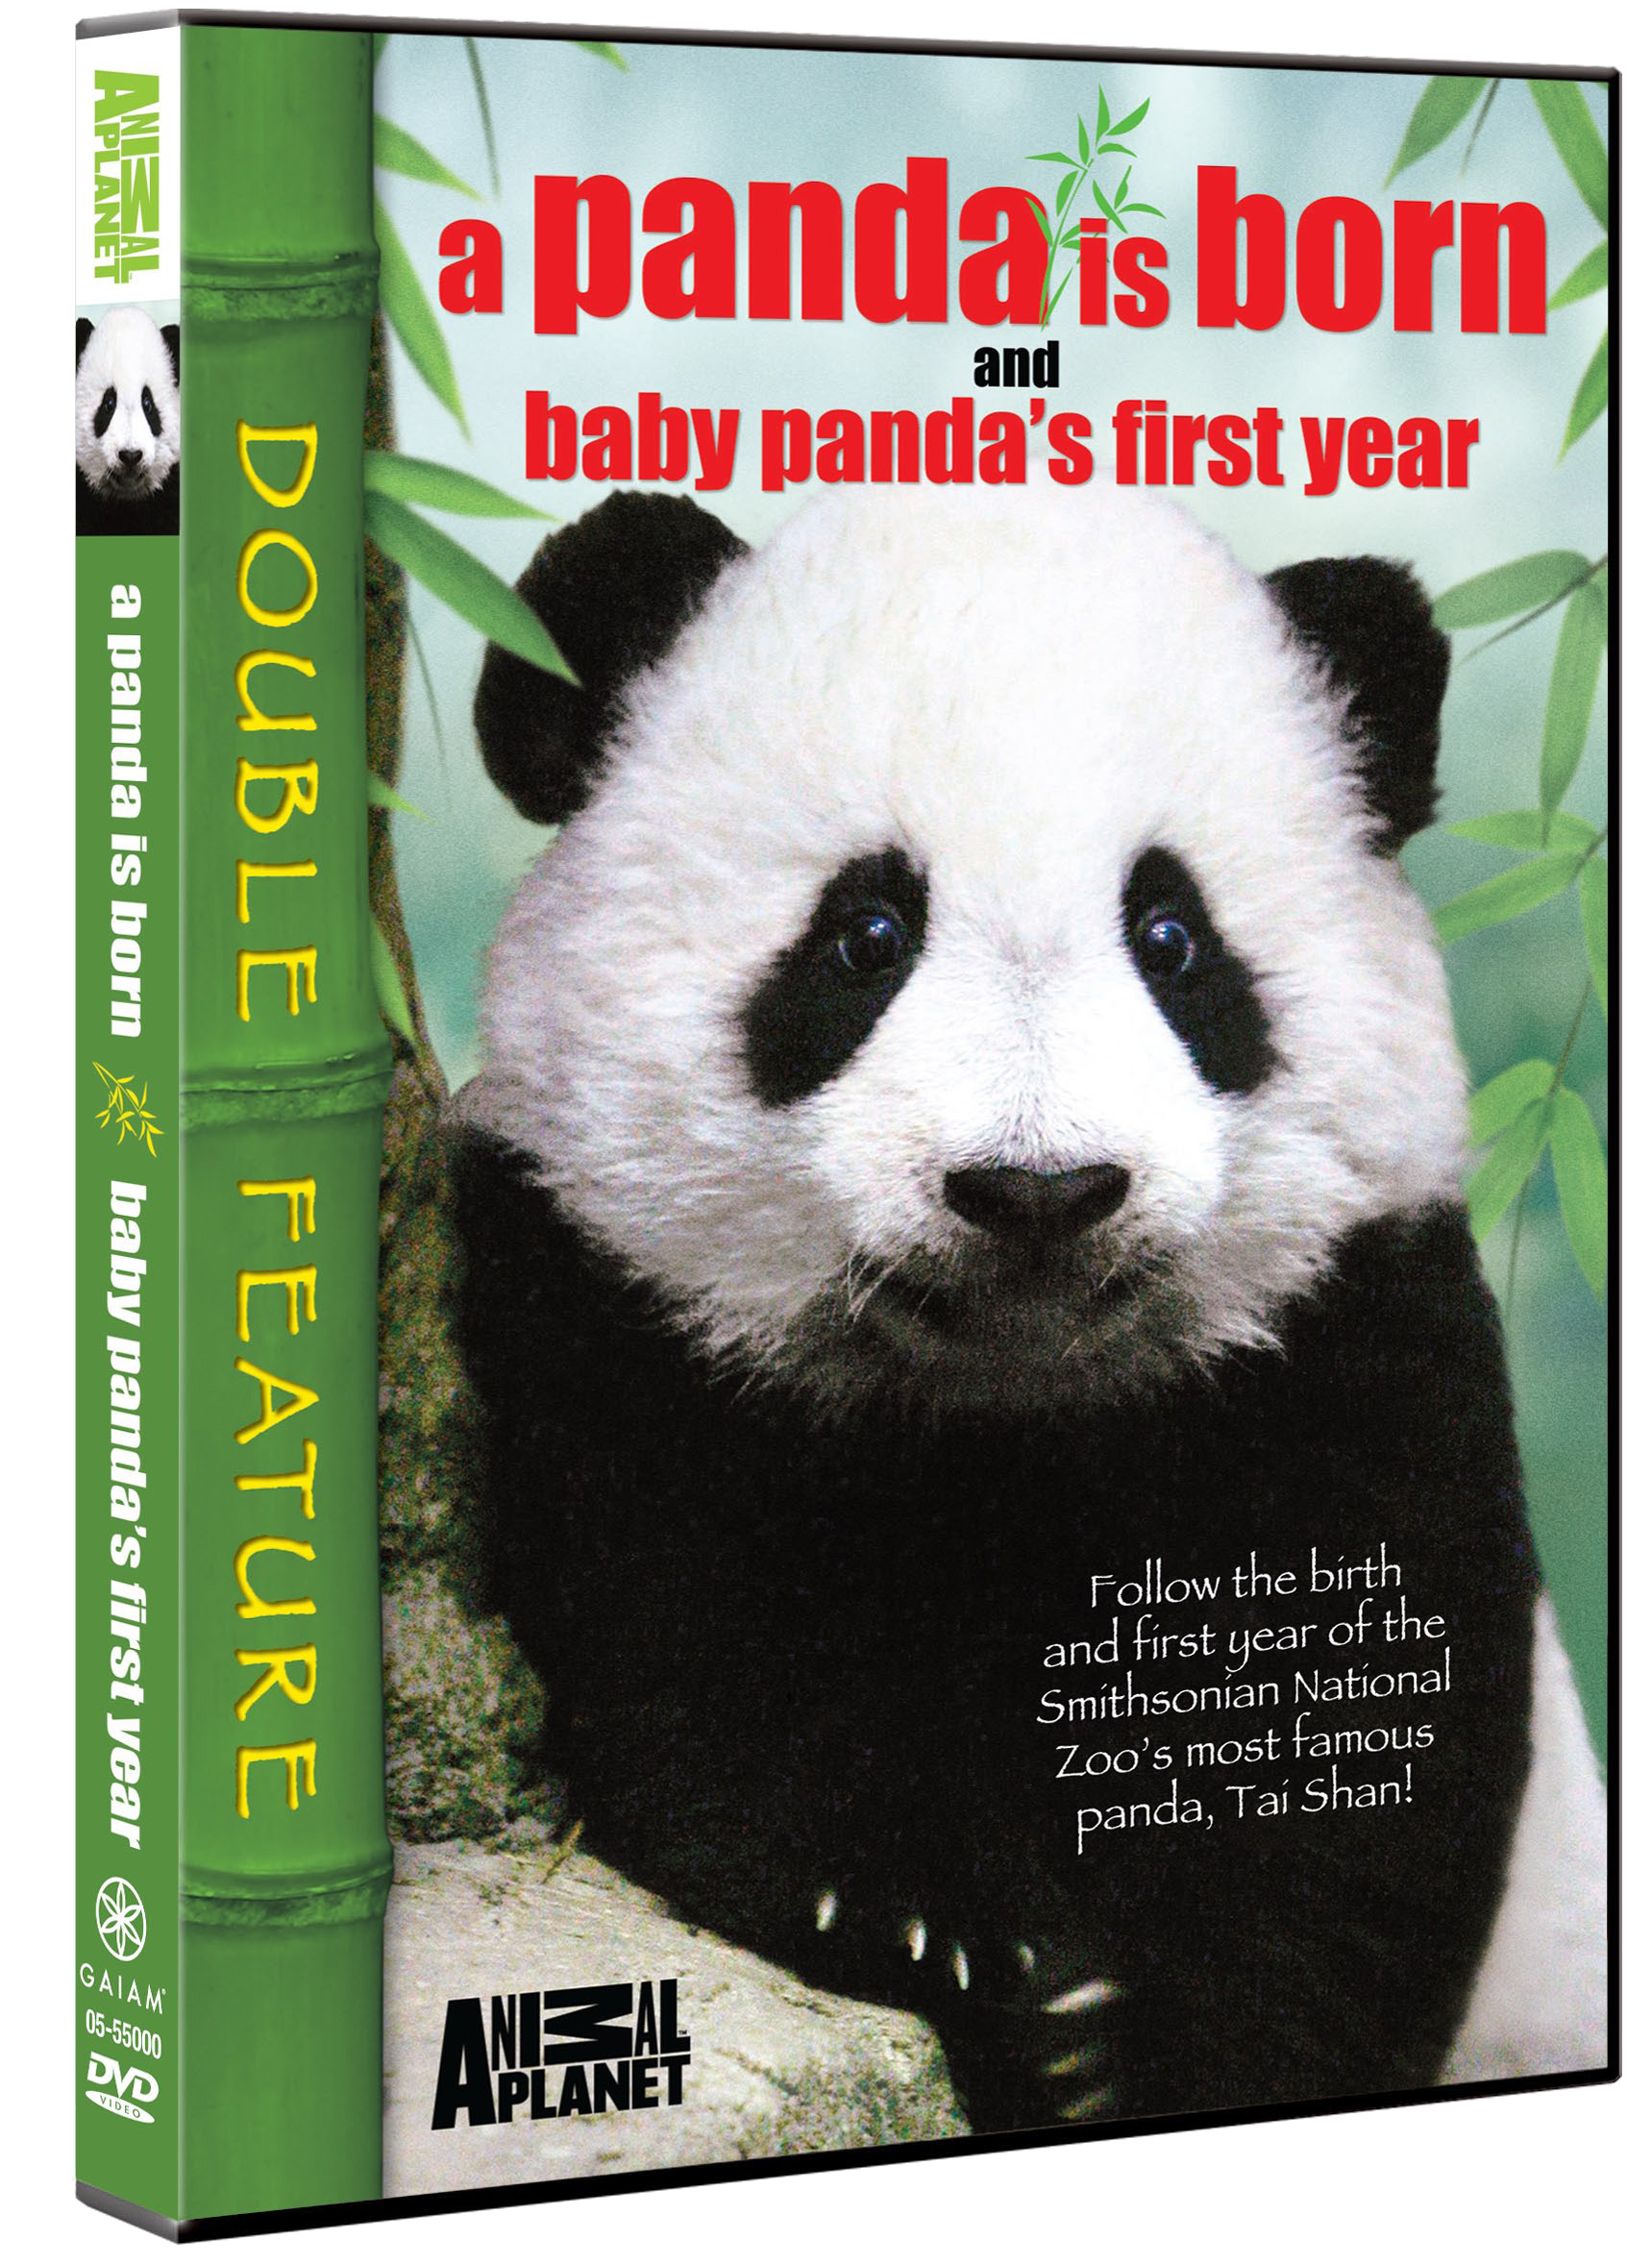 ANIMAL
PLANET
a panda is born
baby panda's first year
GAIAM
05-55000
DVD
VIDEO
DOUBLE FEATURE
a panda is born
and
baby panda's first year
Follow the birth
and first year of the
Smithsonian National
Zoo's most famous
panda, Tai Shan!
ANIMAL
PLANET